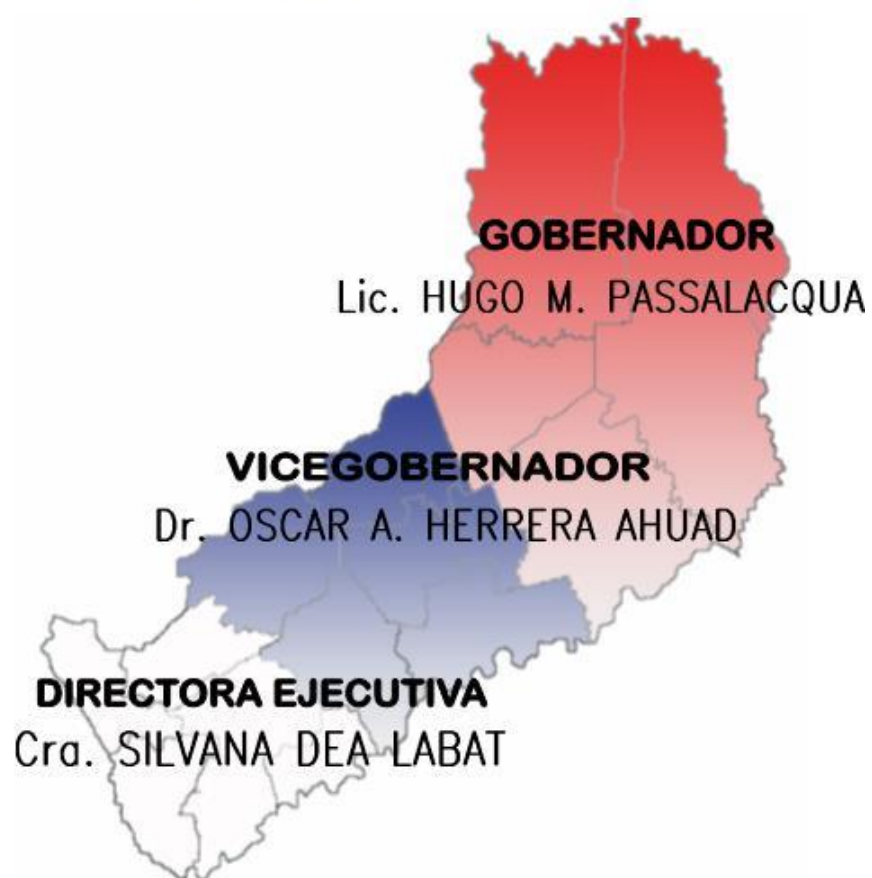 GOBERNADOR
Lic. HUGO M. PASSALACQUA
VICEGOBERNADOR
Dr. OSCAR A. HERRERA AHUAD
DIRECTORA EJECUTIVA
Cra. SILVANA DEA LABAT